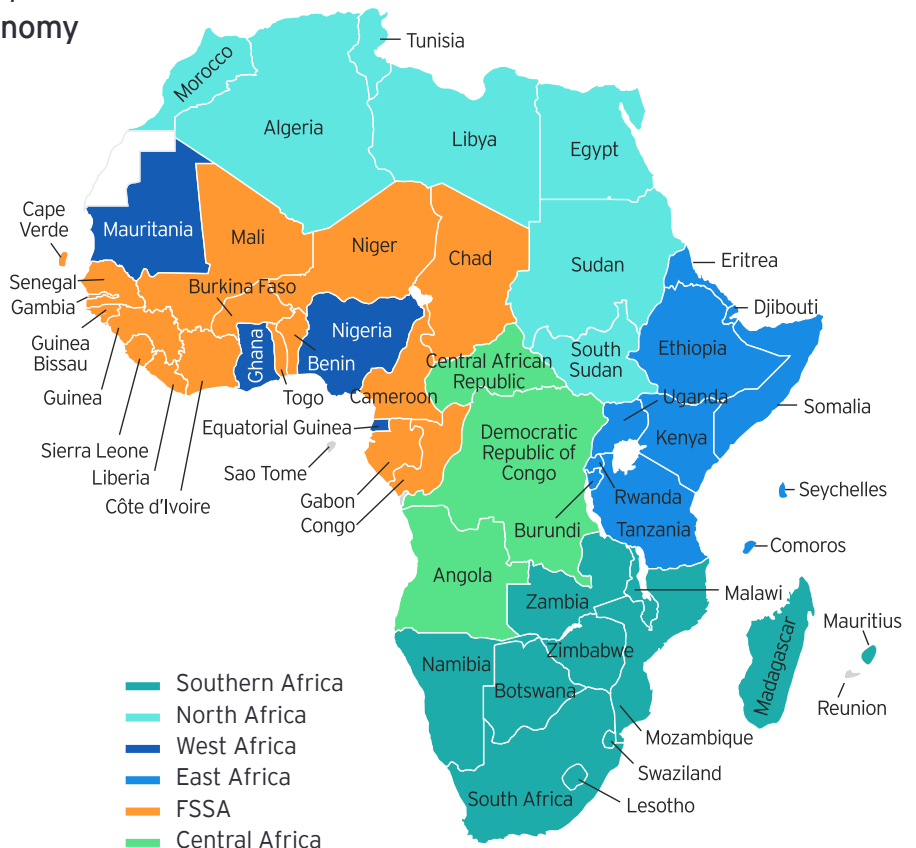 nomy
Tunisia
Morocco
Algeria
Libya
Egypt
Cape
Verde
Mauritania
Mali
Niger
Chad
Sudan
Eritrea
Senegal
Burkina Faso
Gambia
Djibouti
Guinea
Bissau
Ghana
Nigeria
Benin
South
Sudan
Ethiopia
Central African
Republic
Guinea
Togo
Cameroon
Uganda
Somalia
Equatorial Guinea
Democratic
Republic of
Congo
Kenya
Sierra Leone
Liberia
Côte d'Ivoire
Sao Tome
Gabon
Congo
Rwanda
Seychelles
Burundi
Tanzania
Comoros
Angola
Zambia
Malawi
Mauritius
Madagascar
Namibia
Zimbabwe
Botswana
Reunion
Mozambique
Swaziland
South Africa
Lesotho
Southern Africa
North Africa
West Africa
East Africa
FSSA
Central Africa